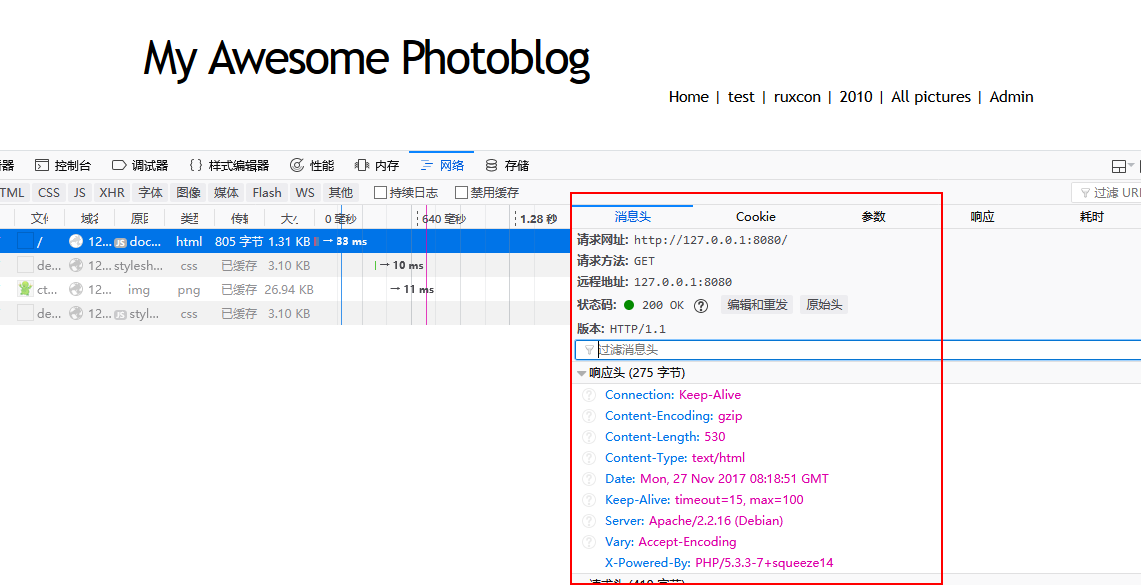 My Awesome Photoblog
Home | test | ruxcon | 2010 | All pictures | Admin
器 控制台 调试器 { } 样式编辑器 性能 内存 网络 存储
TML CSS JS XHR 字体 图像 媒体 Flash WS 其他 持续日志 禁用缓存 过滤 URL
文件 域名 原因 类型 传输 大小 0 毫秒 640 毫秒 1.28 秒
/ 12... JS doc... html 805 字节 1.31 KB → 33 ms
de... 12... stylesh... css 已缓存 3.10 KB → 10 ms
ct... 12... img png 已缓存 26.94 KB → 11 ms
de... 12... JS styl... css 已缓存 3.10 KB
消息头 Cookie 参数 响应 耗时
请求网址: http://127.0.0.1:8080/
请求方法: GET
远程地址: 127.0.0.1:8080
状态码: 200 OK ? 编辑和重发 原始头
版本: HTTP/1.1
过滤消息头
响应头 (275 字节)
? Connection: Keep-Alive
? Content-Encoding: gzip
? Content-Length: 530
? Content-Type: text/html
? Date: Mon, 27 Nov 2017 08:18:51 GMT
? Keep-Alive: timeout=15, max=100
? Server: Apache/2.2.16 (Debian)
? Vary: Accept-Encoding
X-Powered-By: PHP/5.3.3-7+squeeze14